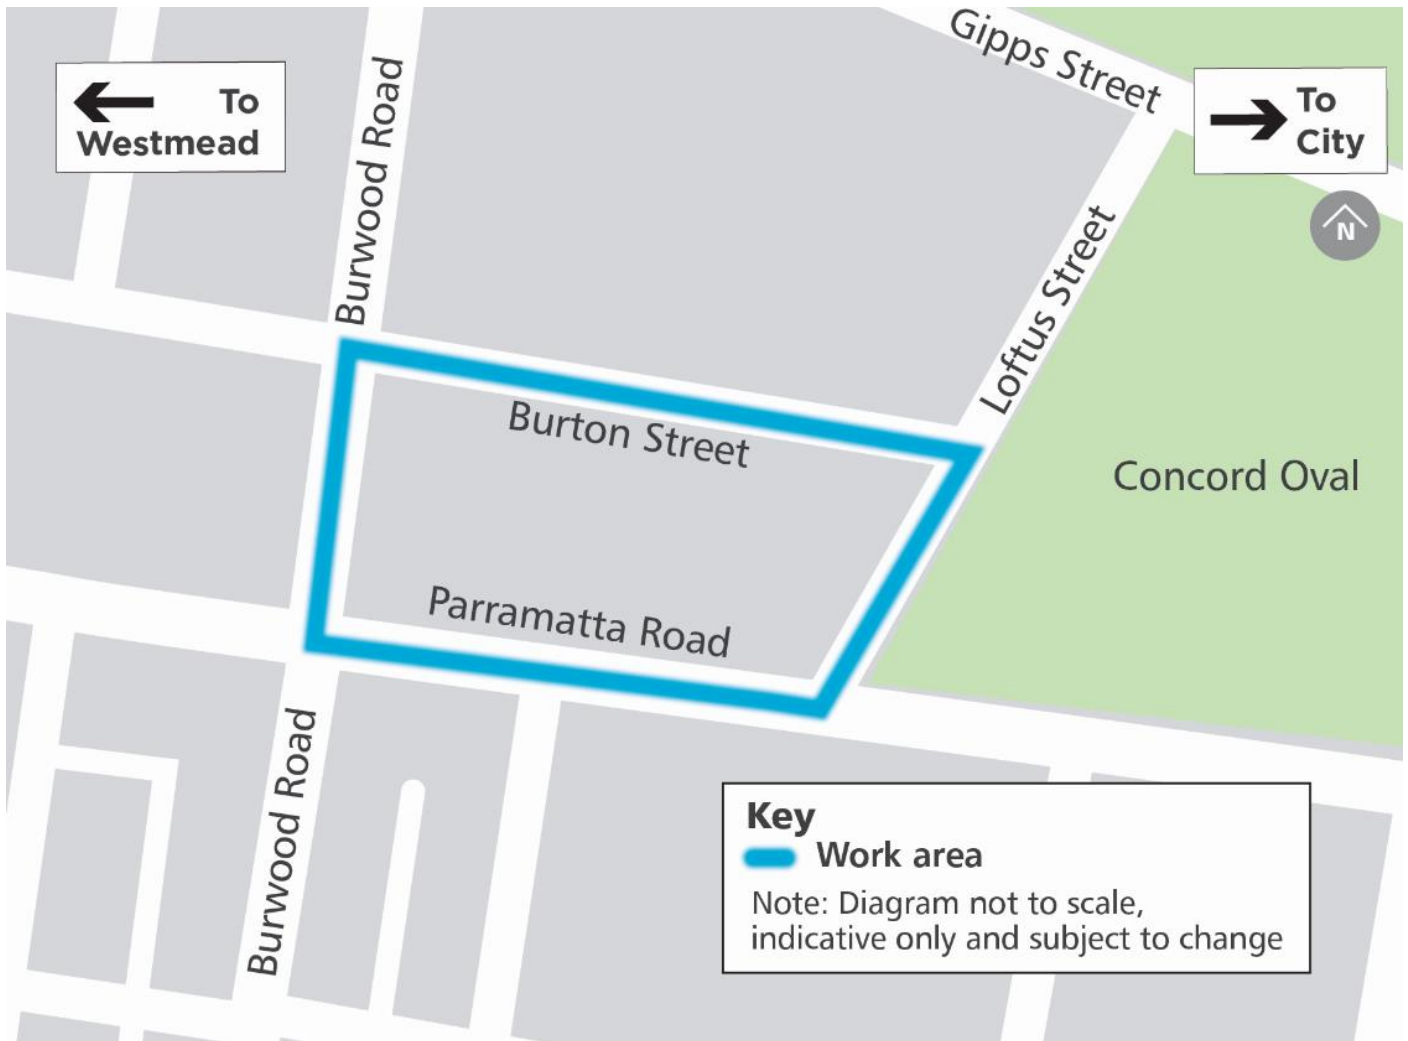 Gipps Street
To
Westmead
To
City
Burwood Road
N
Loftus Street
Burton Street
Concord Oval
Parramatta Road
Burwood Road
Key
Work area
Note: Diagram not to scale,
indicative only and subject to change